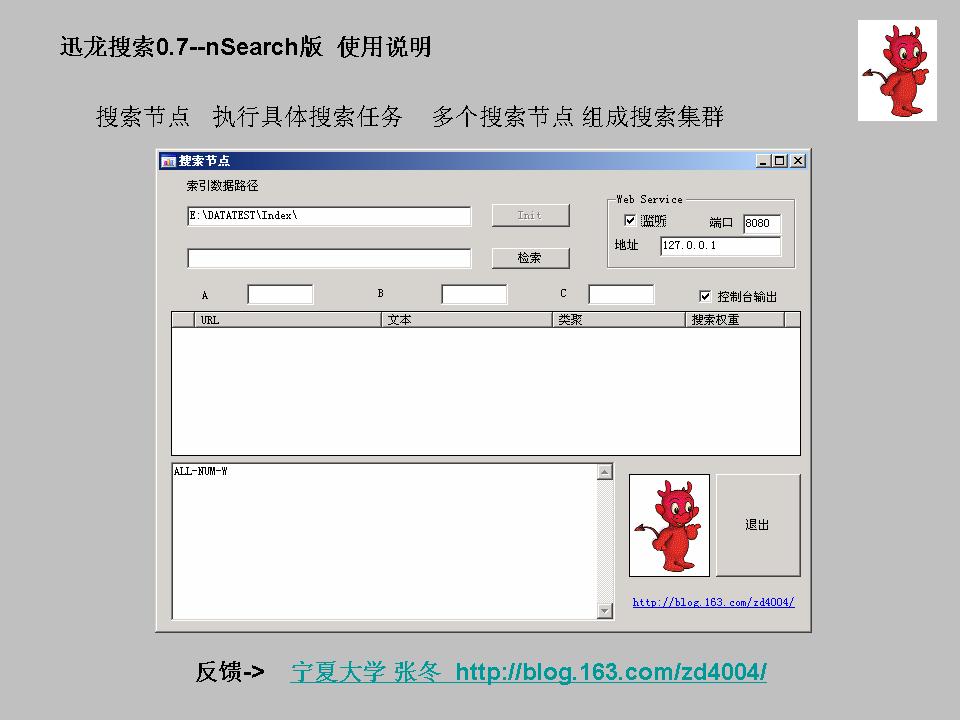 迅龙搜索0.7--nSearch版 使用说明
搜索节点 执行具体搜索任务 多个搜索节点 组成搜索集群
搜索节点
索引数据路径
E:\DATATEST\Index\ Init
Web Service
监听 端口 8080
地址 127.0.0.1
检索
A B C 控制台输出
URL 文本 类聚 搜索权重
ALL-NUM-W
退出
http://blog.163.com/zd4004/
反馈-> 宁夏大学 张冬 http://blog.163.com/zd4004/